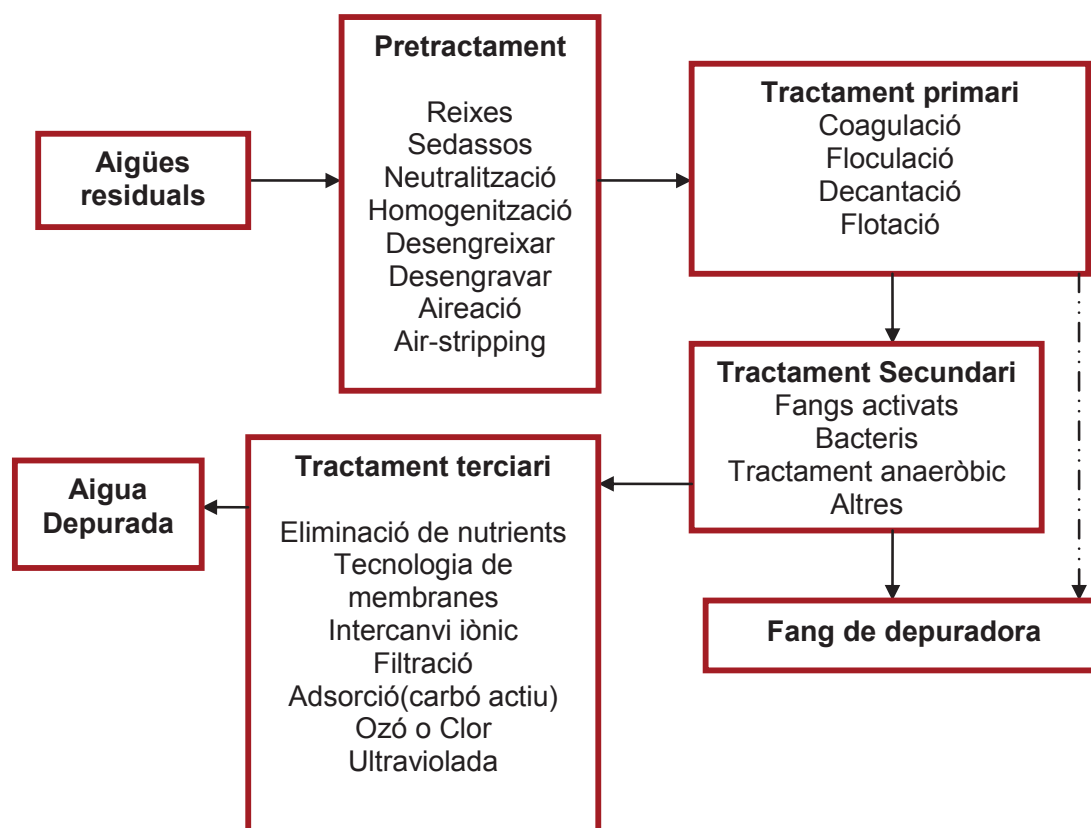 Aigües
residuals
Pretractament
Reixes
Sedassos
Neutralització
Homogenització
Desengreixar
Desengravar
Aireació
Air-stripping
Tractament primari
Coagulació
Floculació
Decantació
Flotació
Tractament Secundari
Fangs activats
Bacteris
Tractament anaeròbic
Altres
Fang de depuradora
Tractament terciari
Eliminació de nutrients
Tecnologia de
membranes
Intercanvi iònic
Filtració
Adsorció(carbó actiu)
Ozó o Clor
Ultraviolada
Aigua
Depurada